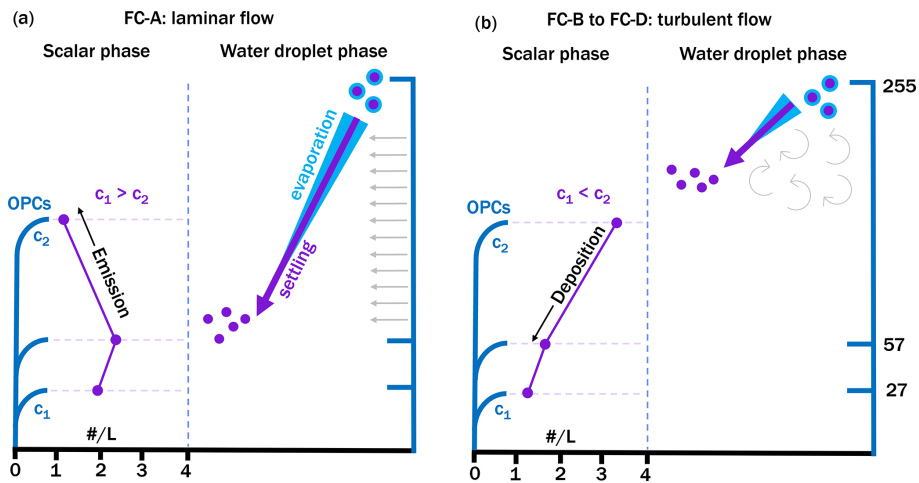 (a)
FC-A: laminar flow
Scalar phase
Water droplet phase
evaporation
settling
c1 > c2
OPCs
c2
Emission
c1
#/L
0 1 2 3 4
(b)
FC-B to FC-D: turbulent flow
Scalar phase
Water droplet phase
255
c1 < c2
OPCs
c2
Deposition
57
27
c1
#/L
0 1 2 3 4